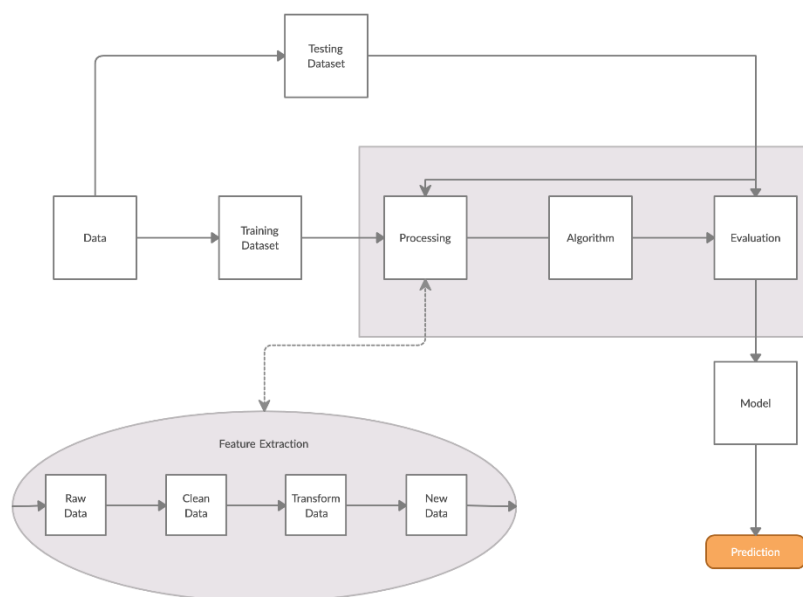 Testing
Dataset
Data
Training
Dataset
Processing
Algorithm
Evaluation
Model
Feature Extraction
Raw
Data
Clean
Data
Transform
Data
New
Data
Prediction